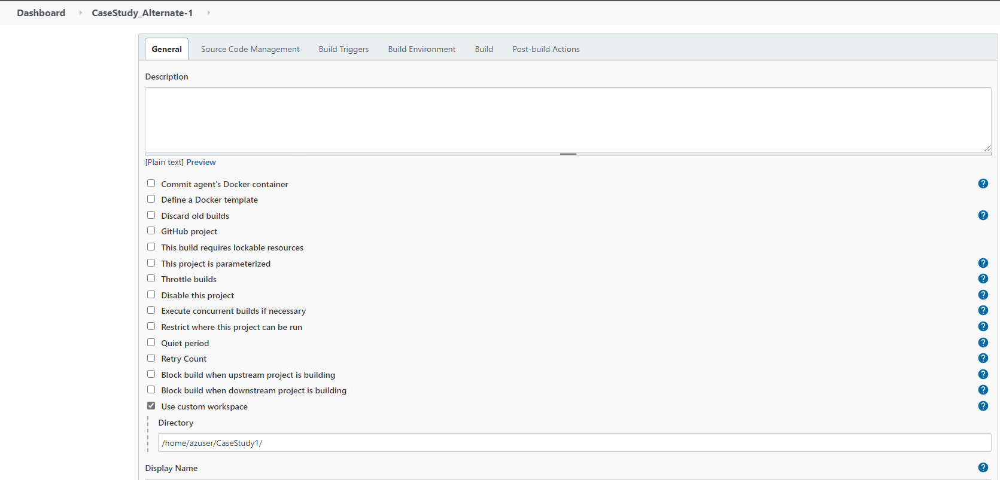 Dashboard CaseStudy_Alternate-1
General Source Code Management Build Triggers Build Environment Build Post-build Actions
Description
[Plain text] Preview
Commit agent's Docker container
Define a Docker template
Discard old builds
GitHub project
This build requires lockable resources
This project is parameterized
Throttle builds
Disable this project
Execute concurrent builds if necessary
Restrict where this project can be run
Quiet period
Retry Count
Block build when upstream project is building
Block build when downstream project is building
Use custom workspace
Directory
/home/azuser/CaseStudy1/
Display Name